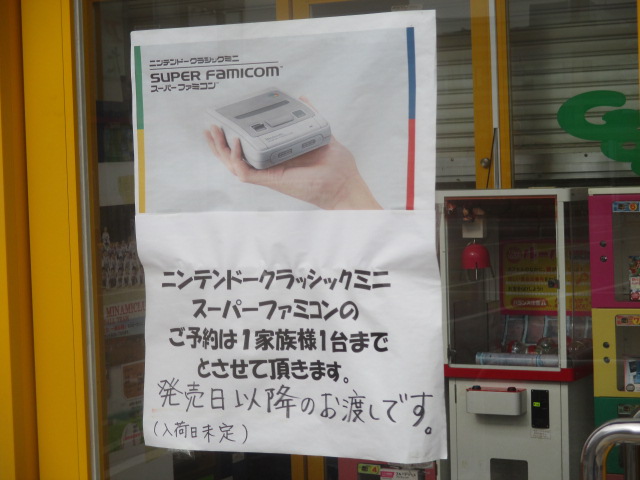 ニンテンドークラシックミニ
SUPER FAMICOM™
スーパーファミコン™
ニンテンドークラッシックミニ
スーパーファミコンの
ご予約は1家族様1台まで
とさせて頂きます。
発売日以降のお渡しです。
(入荷日未定)